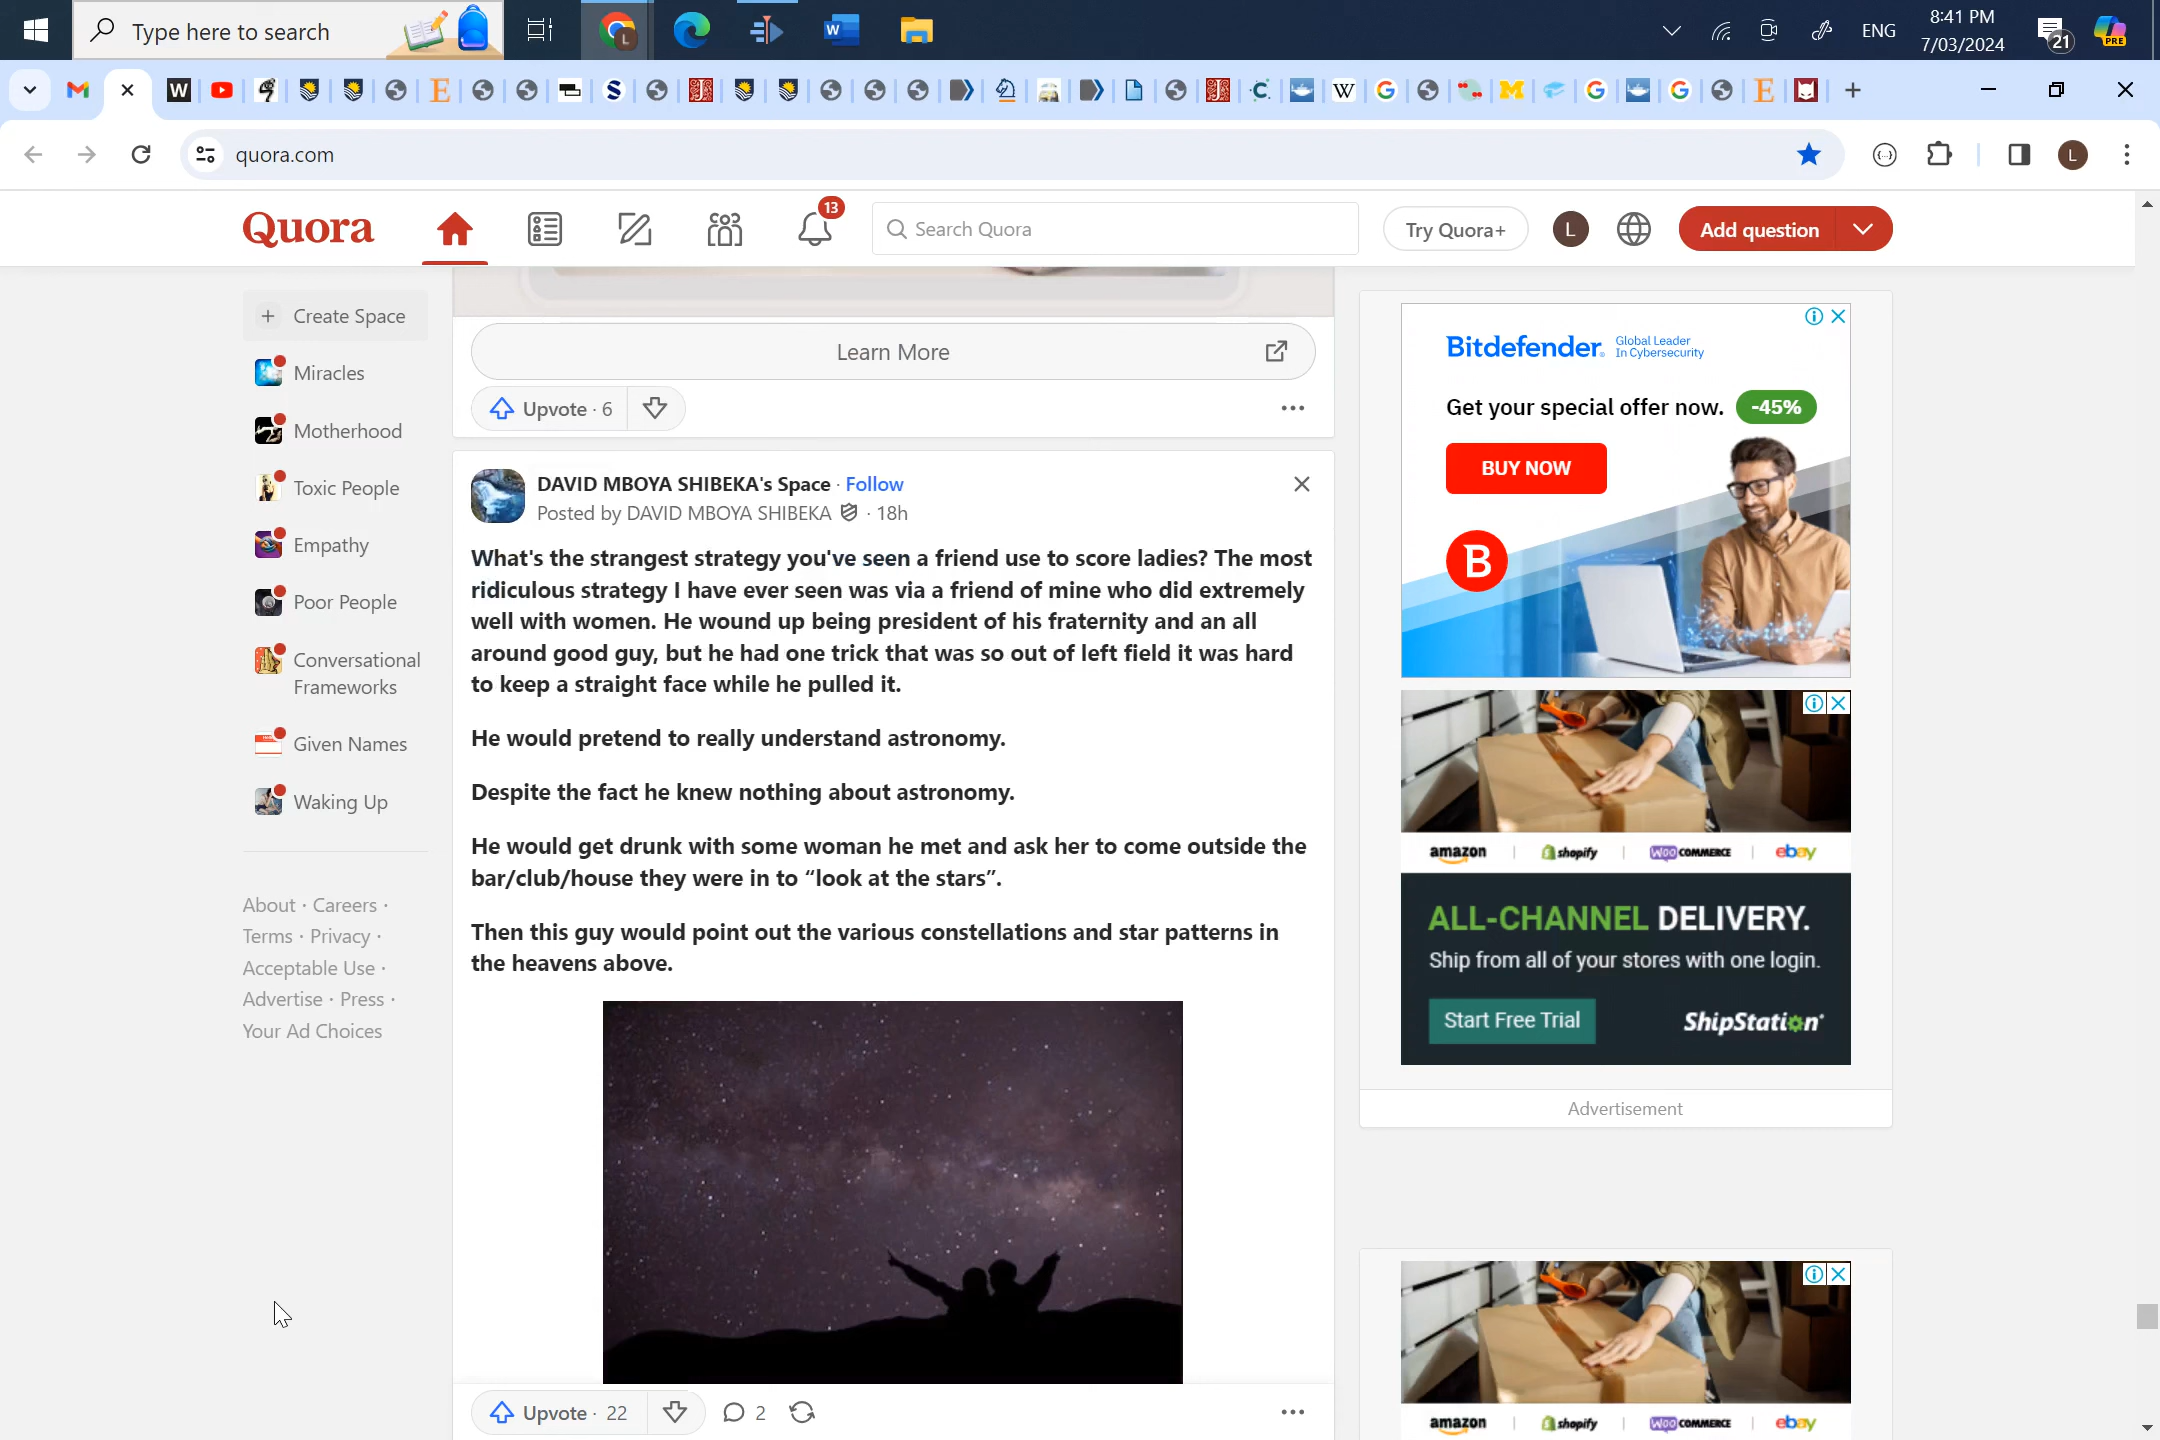 Type here to search
ENG
8:41 PM
7/03/2024
21
PRE
quora.com
L
Quora
13
Search Quora
Try Quora+
L
Add question
Create Space
Miracles
Motherhood
Toxic People
Empathy
Poor People
Conversational
Frameworks
Given Names
Waking Up
About · Careers ·
Terms · Privacy ·
Acceptable Use ·
Advertise · Press ·
Your Ad Choices
Learn More
Upvote · 6
DAVID MBOYA SHIBEKA's Space · Follow
Posted by DAVID MBOYA SHIBEKA · 18h
What's the strangest strategy you've seen a friend use to score ladies? The most
ridiculous strategy I have ever seen was via a friend of mine who did extremely
well with women. He wound up being president of his fraternity and an all
around good guy, but he had one trick that was so out of left field it was hard
to keep a straight face while he pulled it.
He would pretend to really understand astronomy.
Despite the fact he knew nothing about astronomy.
He would get drunk with some woman he met and ask her to come outside the
bar/club/house they were in to “look at the stars”.
Then this guy would point out the various constellations and star patterns in
the heavens above.
Upvote · 22
2
Bitdefender
Global Leader
In Cybersecurity
Get your special offer now. -45%
BUY NOW
B
amazon | shopify | WOO COMMERCE | ebay
ALL-CHANNEL DELIVERY.
Ship from all of your stores with one login.
Start Free Trial
ShipStation
Advertisement
amazon | shopify | WOO COMMERCE | ebay